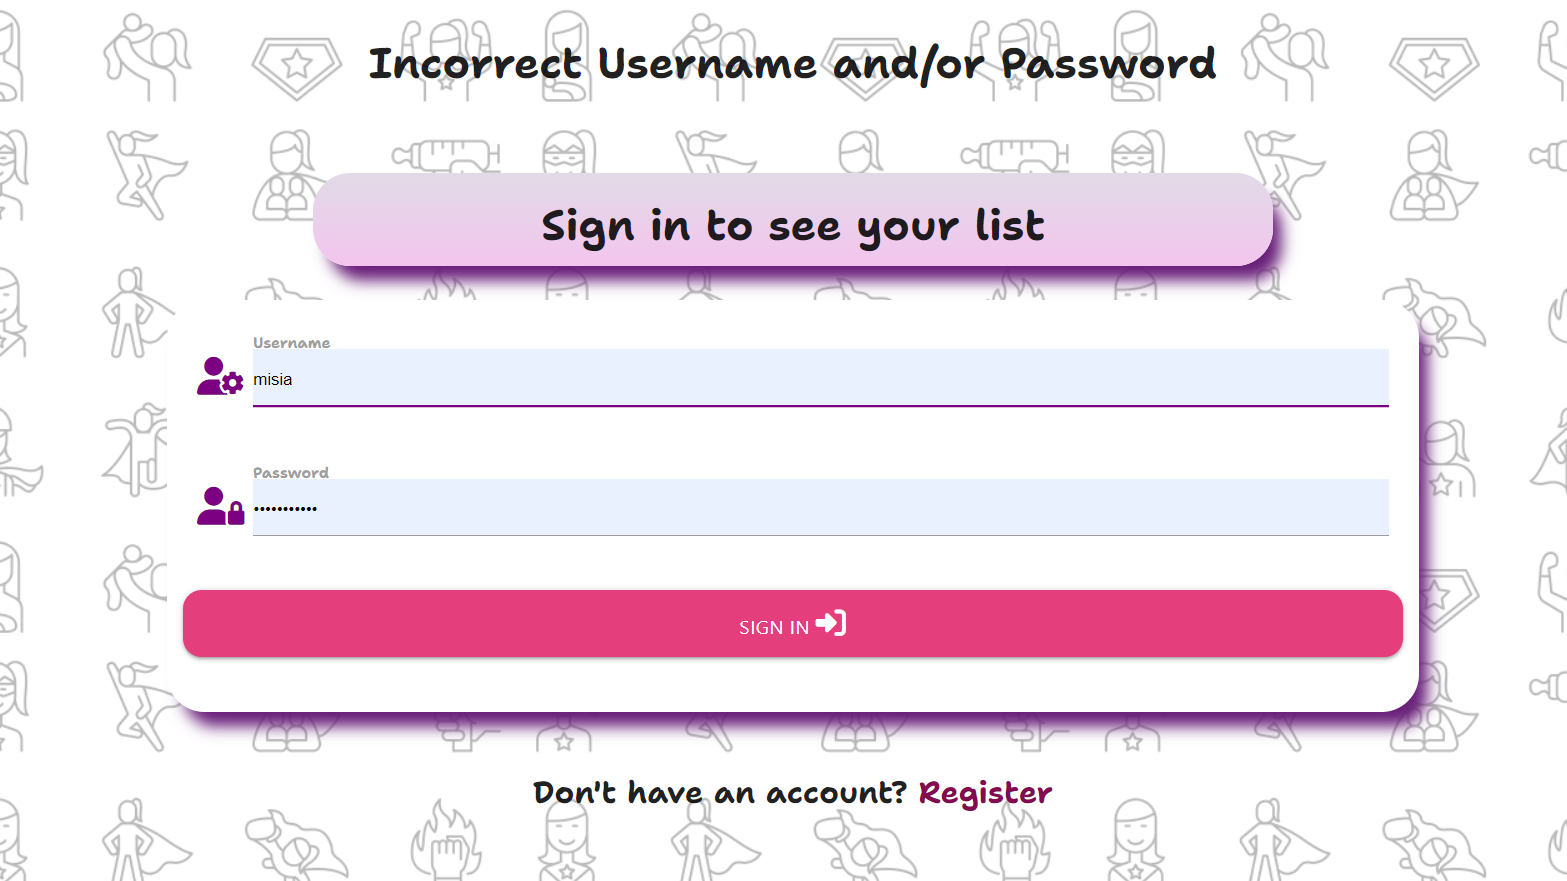 Incorrect Username and/or Password
Sign in to see your list
Username
misia
Password
•••••••••••
SIGN IN
Don't have an account? Register